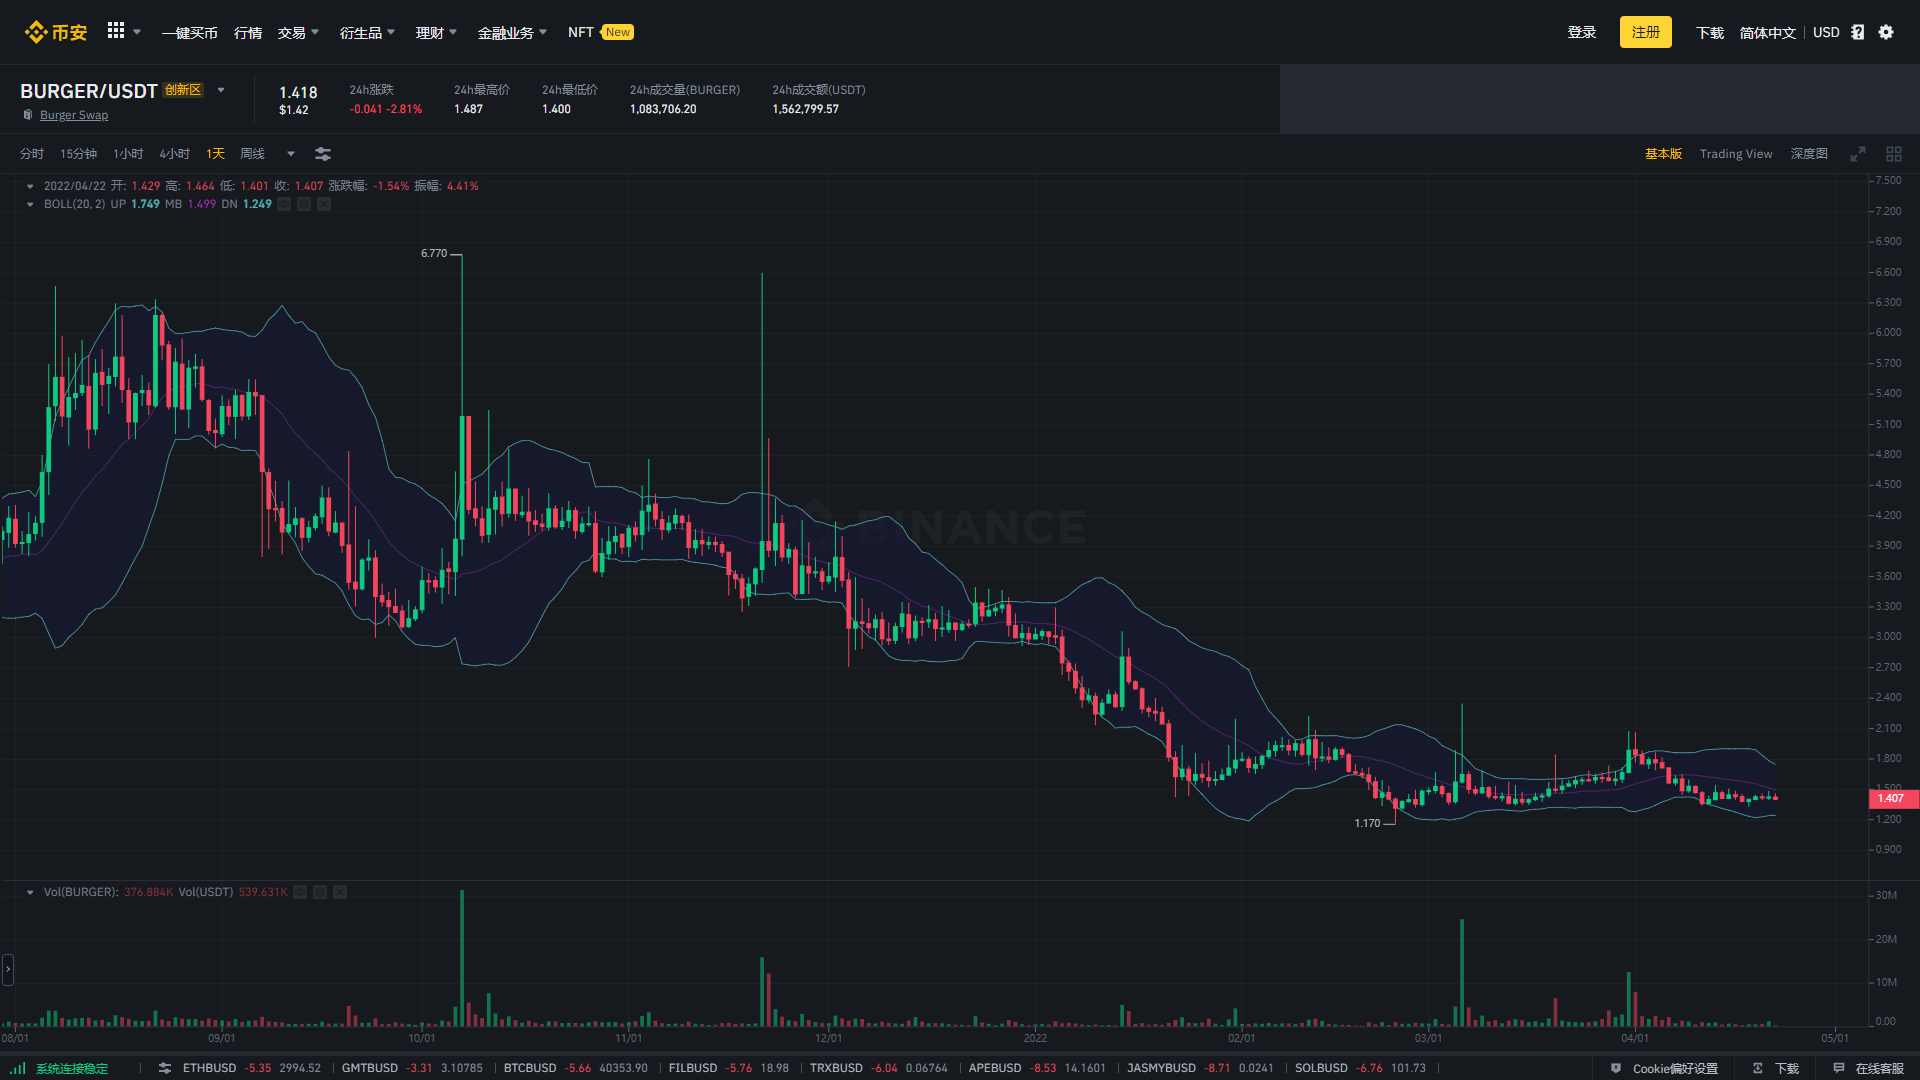 币安 一键买币 行情 交易 衍生品 理财 金融业务 NFT New 登录 注册 下载 简体中文 USD
BURGER/USDT 创新区
Burger Swap
1.418
$1.42
24h涨跌
-0.041 -2.81%
24h最高价
1.487
24h最低价
1.400
24h成交量(BURGER)
1,083,706.20
24h成交额(USDT)
1,562,799.57
分时 15分钟 1小时 4小时 1天 周线 基本版 Trading View 深度图
2022/04/22 开: 1.429 高: 1.464 低: 1.401 收: 1.407 涨跌幅: -1.54% 振幅: 4.41%
BOLL(20, 2) UP 1.749 MB 1.499 DN 1.249
6.770
1.170
BINANCE
7.500
7.200
6.900
6.600
6.300
6.000
5.700
5.400
5.100
4.800
4.500
4.200
3.900
3.600
3.300
3.000
2.700
2.400
2.100
1.800
1.500
1.407
1.200
0.900
Vol(BURGER): 376.884K Vol(USDT) 539.631K
30M
20M
10M
0.00
08/01 09/01 10/01 11/01 12/01 2022 02/01 03/01 04/01 05/01
系统连接稳定 ETHBUSD -5.35 2994.52 GMTBUSD -3.31 3.10785 BTCBUSD -5.66 40353.90 FILBUSD -5.76 18.98 TRXBUSD -6.04 0.06764 APEBUSD -8.53 14.1601 JASMYBUSD -8.71 0.0241 SOLBUSD -6.76 101.73 Cookie偏好设置 下载 在线客服